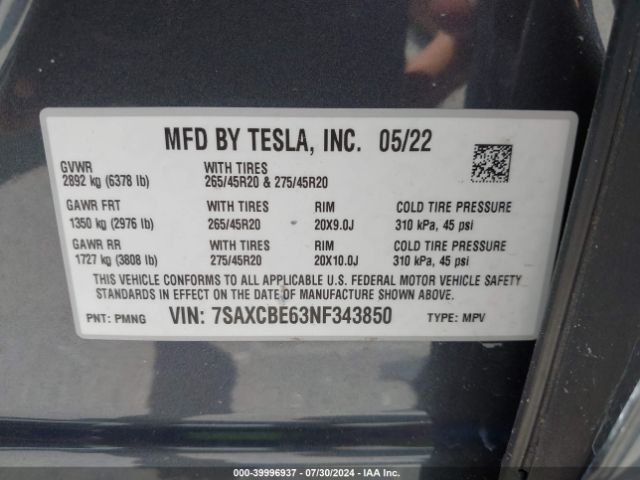 MFD BY TESLA, INC. 05/22
GVWR WITH TIRES
2892 kg (6378 lb) 265/45R20 & 275/45R20
GAWR FRT WITH TIRES RIM COLD TIRE PRESSURE
1350 kg (2976 lb) 265/45R20 20X9.0J 310 kPa, 45 psi
GAWR RR WITH TIRES RIM COLD TIRE PRESSURE
1727 kg (3808 lb) 275/45R20 20X10.0J 310 kPa, 45 psi
THIS VEHICLE CONFORMS TO ALL APPLICABLE U.S. FEDERAL MOTOR VEHICLE SAFETY
STANDARDS IN EFFECT ON THE DATE OF MANUFACTURE SHOWN ABOVE.
PNT: PMNG VIN: 7SAXCBE63NF343850 TYPE: MPV
000-39996937 - 07/30/2024 - IAA Inc.